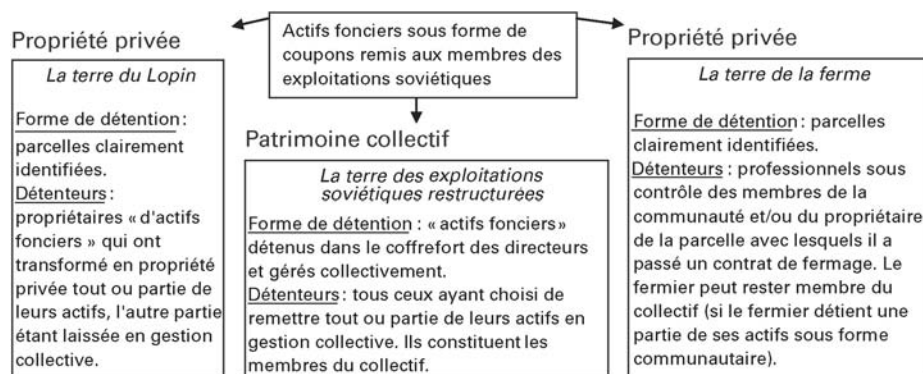 Actifs fonciers sous forme de
coupons remis aux membres des
exploitations soviétiques
Propriété privée
La terre du Lopin
Forme de détention :
parcelles clairement
identifiées.
Détenteurs :
propriétaires « d'actifs
fonciers » qui ont
transformé en propriété
privée tout ou partie de
leurs actifs, l'autre partie
étant laissée en gestion
collective.
Patrimoine collectif
La terre des exploitations
soviétiques restructurées
Forme de détention : « actifs fonciers »
détenus dans le coffrefort des directeurs
et gérés collectivement.
Détenteurs : tous ceux ayant choisi de
remettre tout ou partie de leurs actifs en
gestion collective. Ils constituent les
membres du collectif.
Propriété privée
La terre de la ferme
Forme de détention : parcelles
clairement identifiées.
Détenteurs : professionnels sous
contrôle des membres de la
communauté et/ou du propriétaire
de la parcelle avec lesquels il a
passé un contrat de fermage. Le
fermier peut rester membre du
collectif (si le fermier détient une
partie de ses actifs sous forme
communautaire).